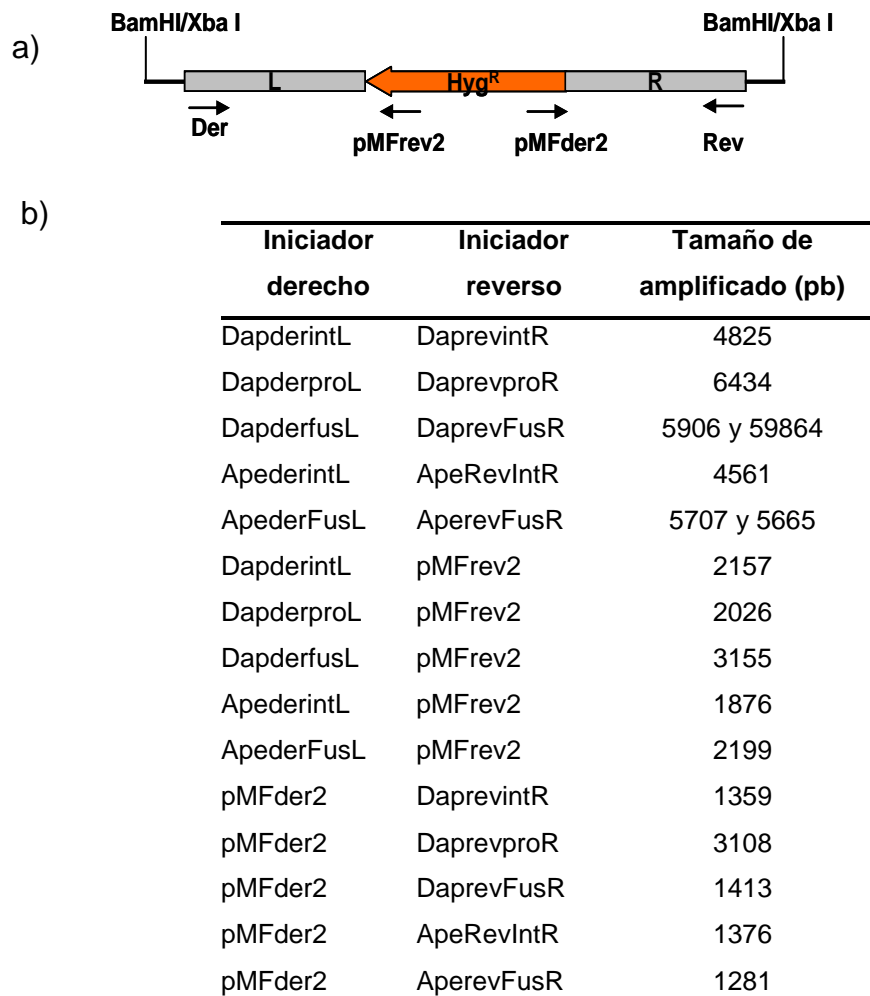 BamHI/Xba I BamHI/Xba I
a)
L Hyg^R R
Der pMFrev2 pMFder2 Rev
b)
Iniciador Iniciador Tamaño de
derecho reverso amplificado (pb)
DapderintL DaprevintR 4825
DapderproL DaprevproR 6434
DapderfusL DaprevFusR 5906 y 59864
ApederintL ApeRevIntR 4561
ApederFusL AperevFusR 5707 y 5665
DapderintL pMFrev2 2157
DapderproL pMFrev2 2026
DapderfusL pMFrev2 3155
ApederintL pMFrev2 1876
ApederFusL pMFrev2 2199
pMFder2 DaprevintR 1359
pMFder2 DaprevproR 3108
pMFder2 DaprevFusR 1413
pMFder2 ApeRevIntR 1376
pMFder2 AperevFusR 1281